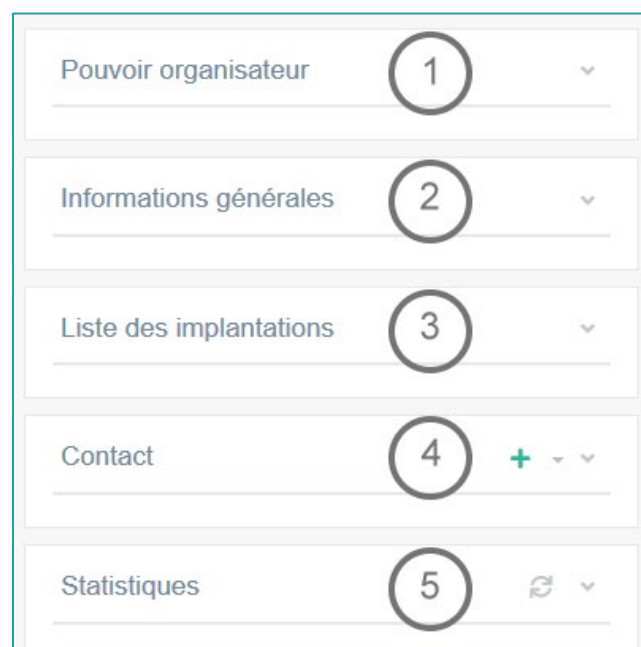 Pouvoir organisateur 1
Informations générales 2
Liste des implantations 3
Contact 4
Statistiques 5